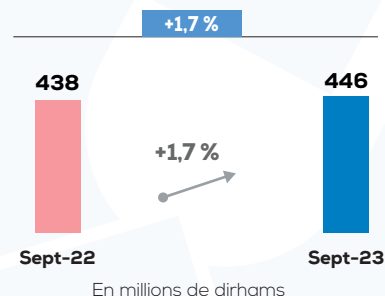 +1,7 %
438
446
+1,7 %
Sept-22
Sept-23
En millions de dirhams